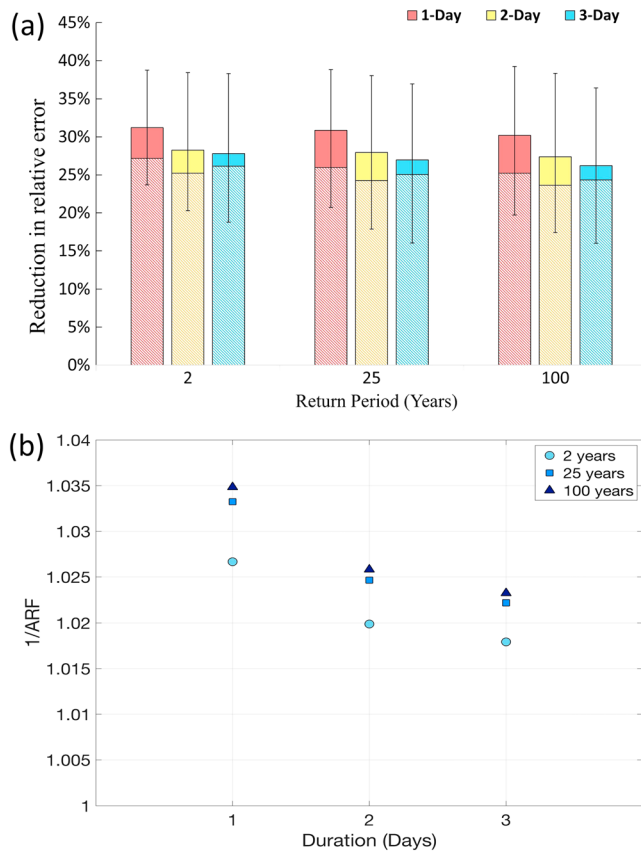 (a)
1-Day 2-Day 3-Day
45%
40%
35%
30%
25%
20%
15%
10%
5%
0%
Reduction in relative error
2 25 100
Return Period (Years)
(b)
1.04
1.035
1.03
1.025
1.02
1.015
1.01
1.005
1
1/ARF
2 years
25 years
100 years
1 2 3
Duration (Days)